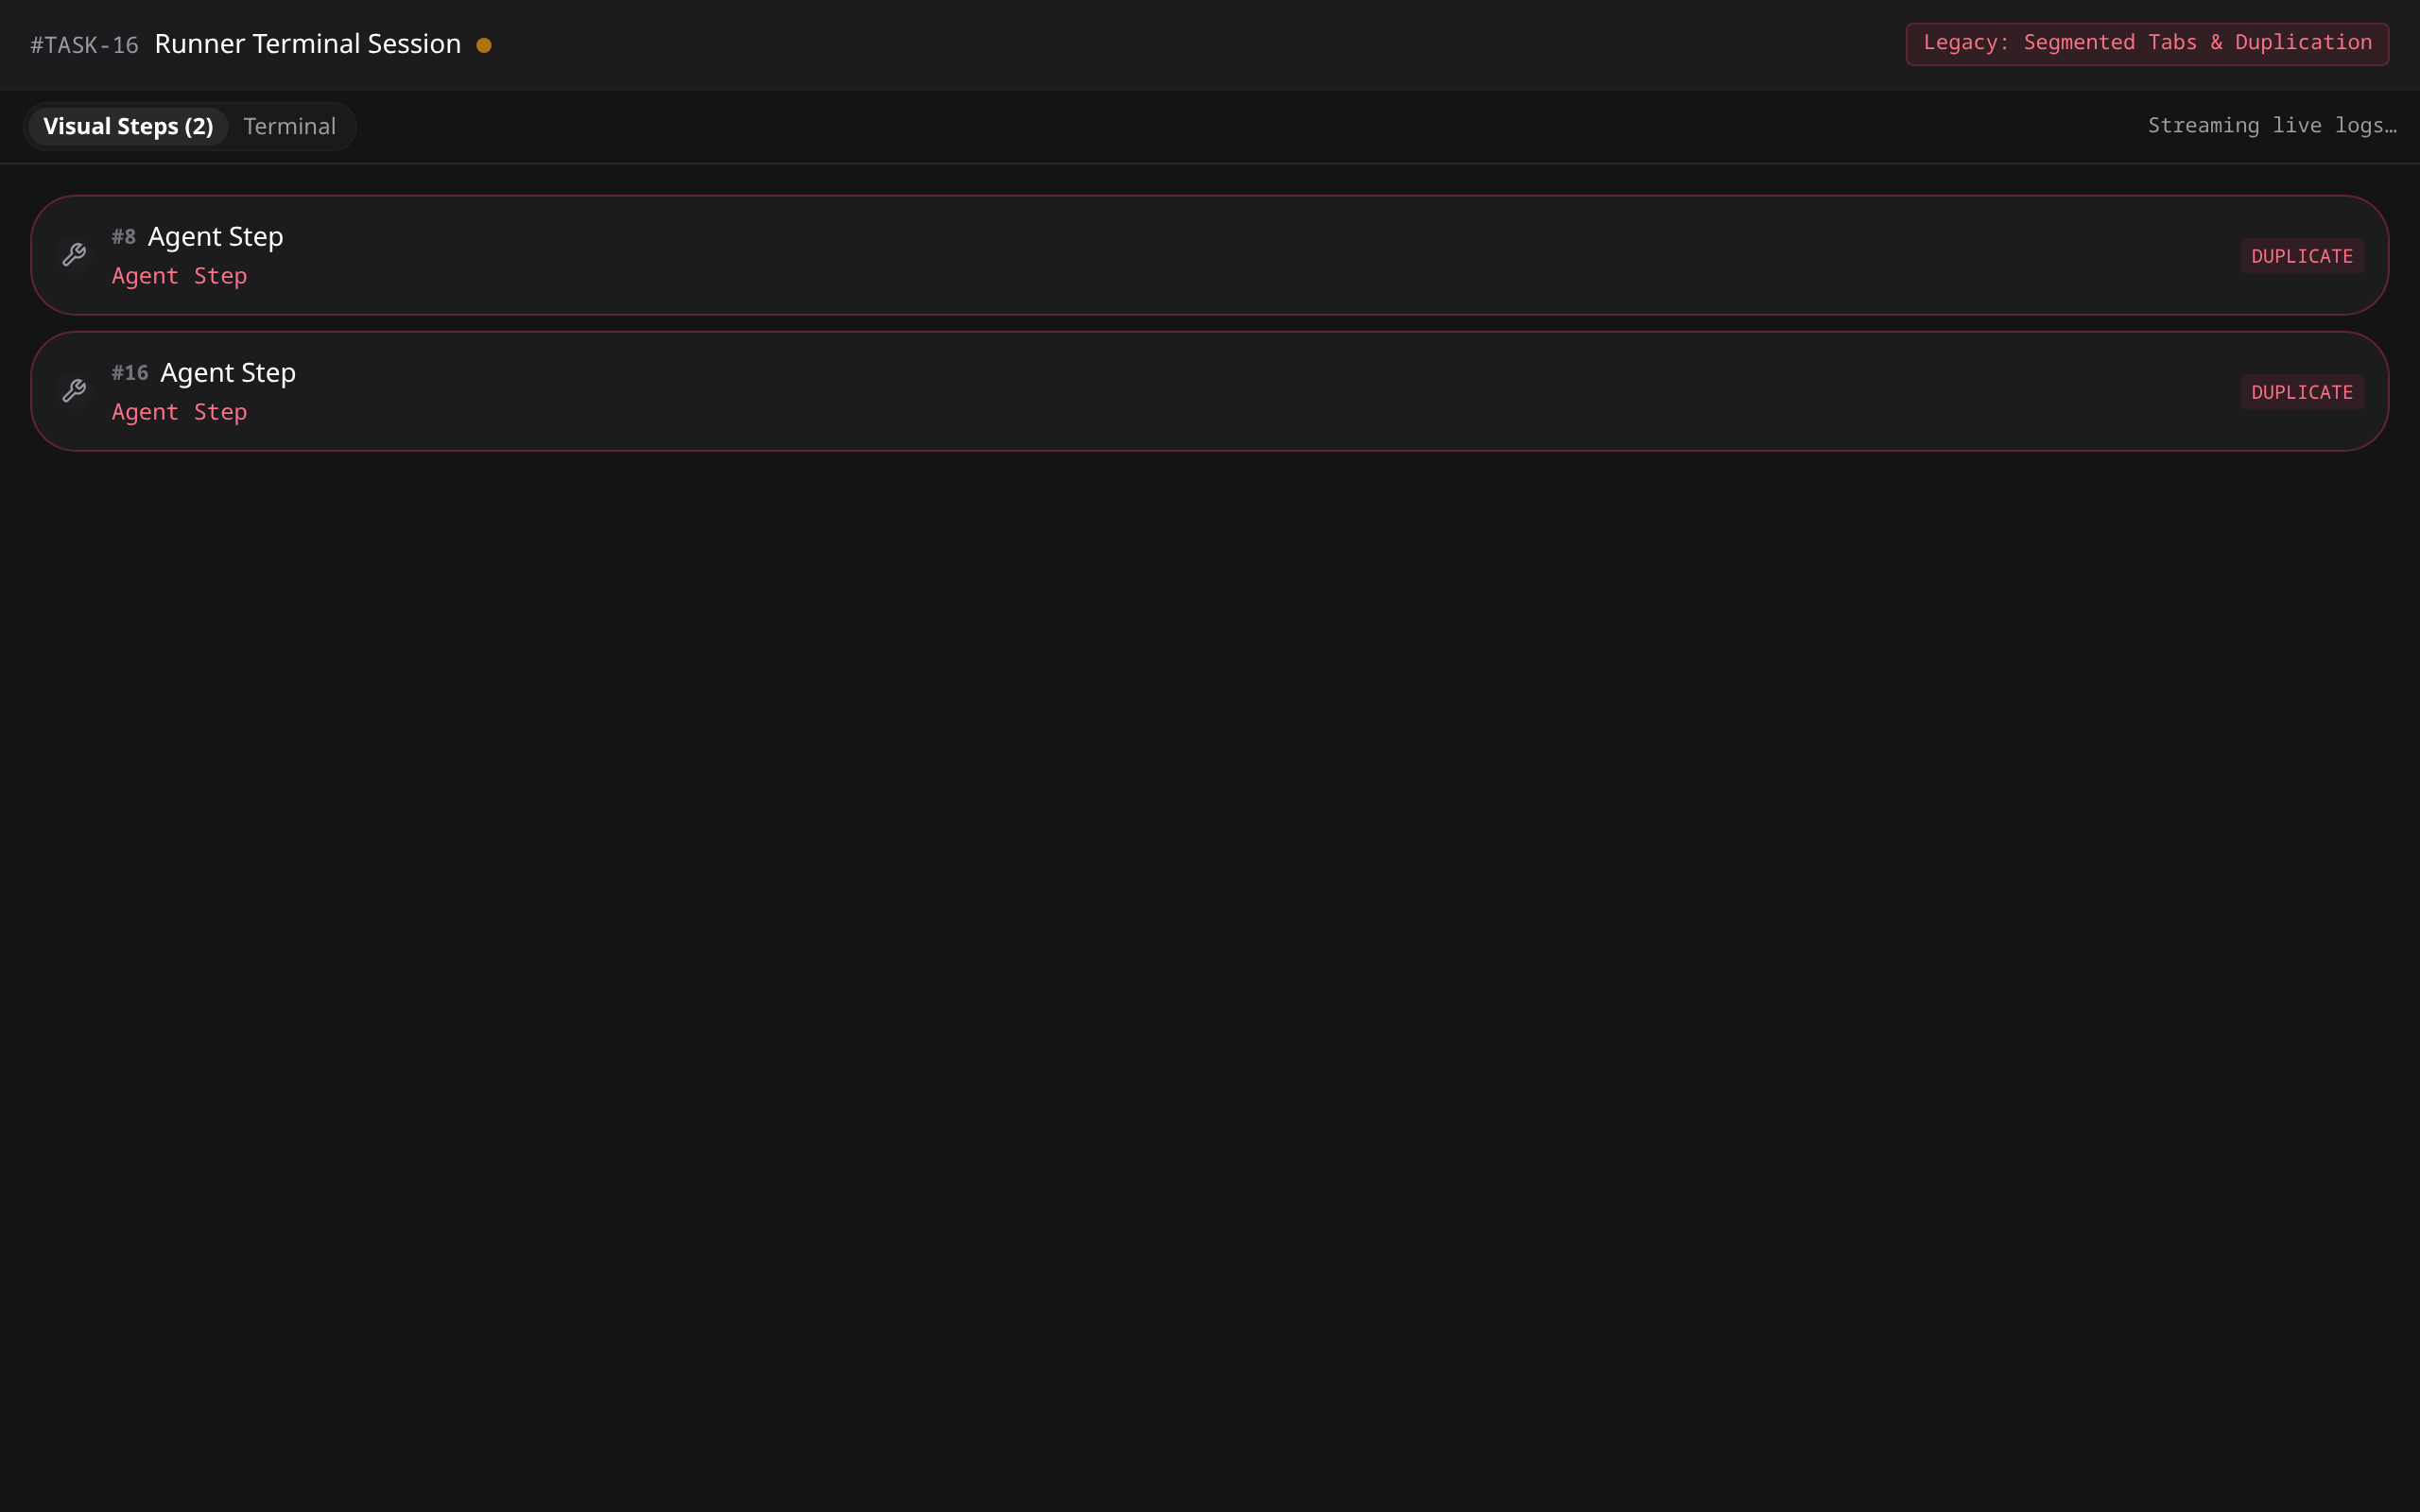 #TASK-16 Runner Terminal Session
Legacy: Segmented Tabs & Duplication
Visual Steps (2) Terminal
Streaming live logs…
#8 Agent Step
Agent Step
DUPLICATE
#16 Agent Step
Agent Step
DUPLICATE